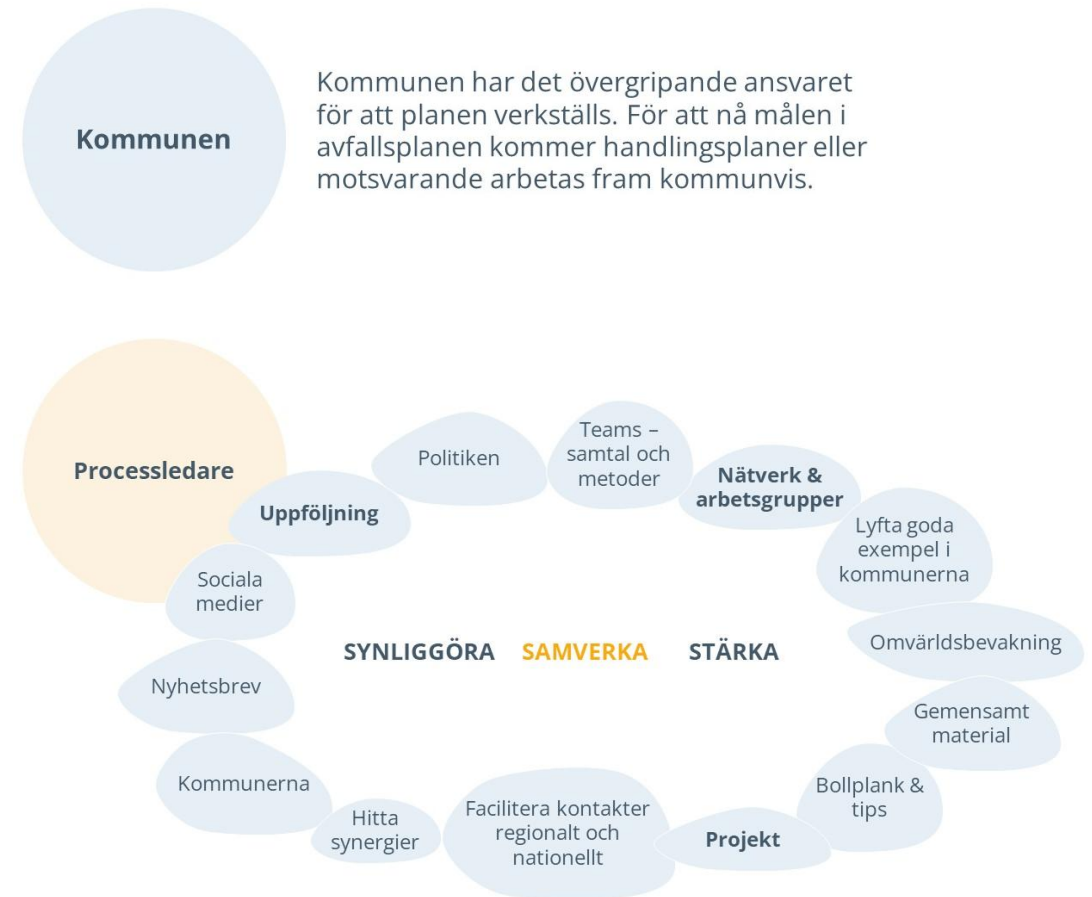 Kommunen
Kommunen har det övergripande ansvaret
för att planen verkställs. För att nå målen i
avfallsplanen kommer handlingsplaner eller
motsvarande arbetas fram kommunvis.
Processledare
Uppföljning
Politiken
Teams –
samtal och
metoder
Nätverk &
arbetsgrupper
Lyfta goda
exempel i
kommunerna
Omvärldsbevakning
Gemensamt
material
Bollplank &
tips
Projekt
Facilitera kontakter
regionalt och
nationellt
Hitta
synergier
Kommunerna
Nyhetsbrev
Sociala
medier
SYNLIGGÖRA SAMVERKA STÄRKA